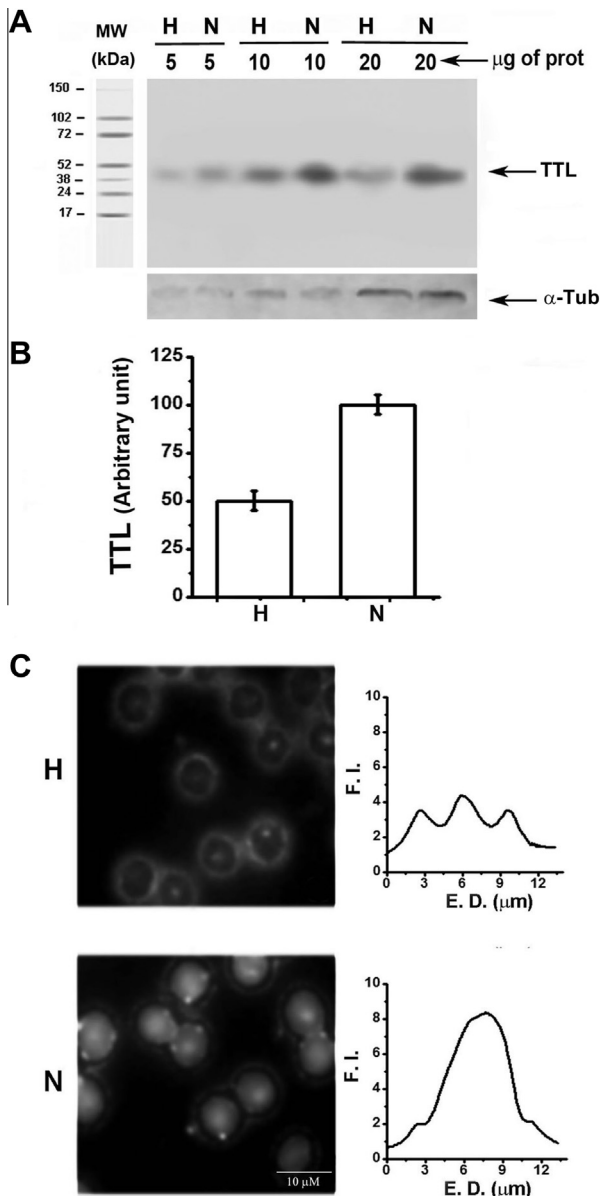 A
MW
(kDa)
H N H N H N
5 5 10 10 20 20 μg of prot
150
102
72
52
38
24
17
TTL
α-Tub
B
TTL (Arbitrary unit)
125
100
75
50
25
0
H N
C
H
F. I.
10
8
6
4
2
0 3 6 9 12
E. D. (μm)
N
10 μM
F. I.
10
8
6
4
2
0
0 3 6 9 12
E. D. (μm)